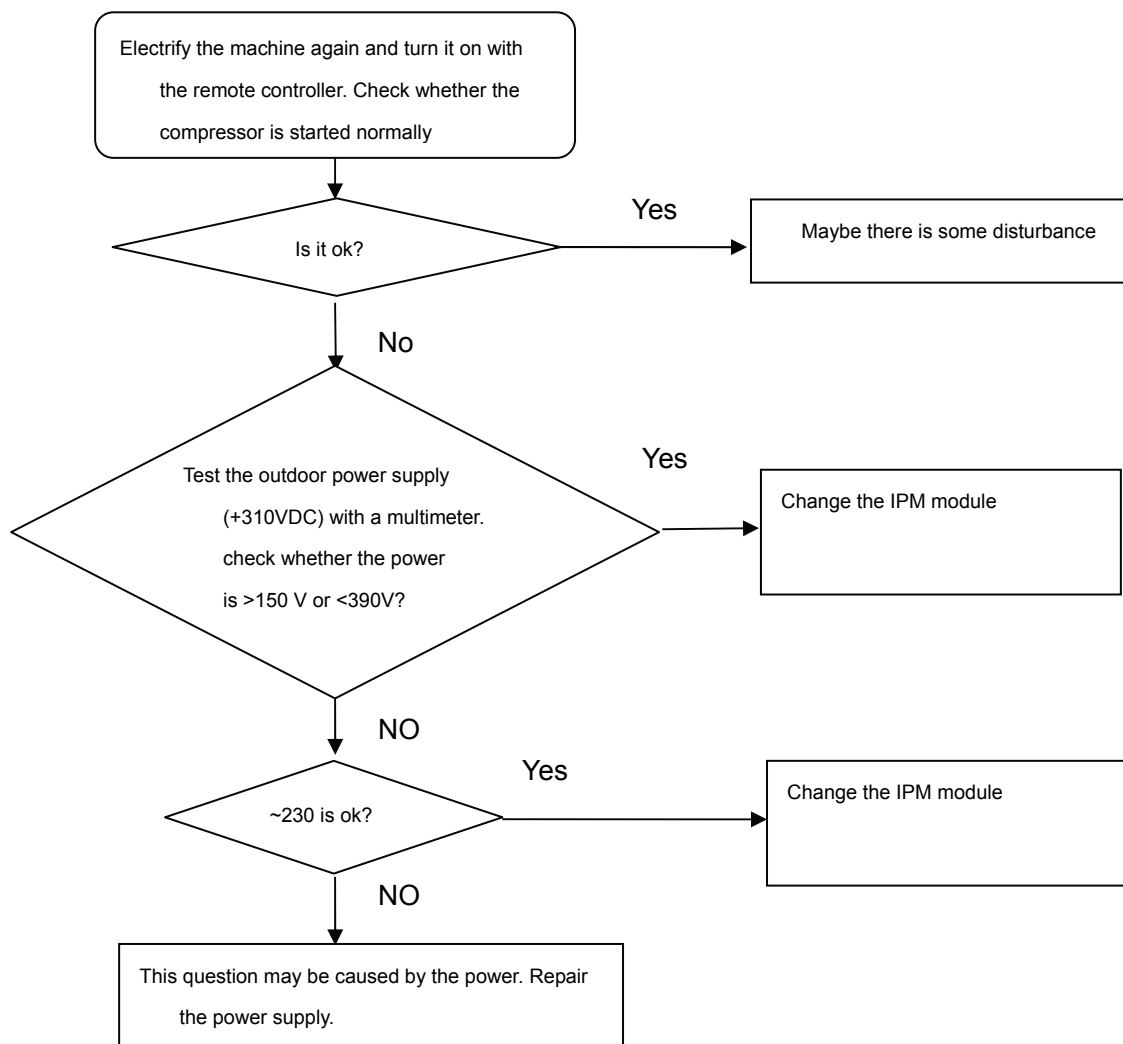 Electrify the machine again and turn it on with
the remote controller. Check whether the
compressor is started normally
Yes
Is it ok?
Maybe there is some disturbance
No
Test the outdoor power supply
(+310VDC) with a multimeter.
check whether the power
is >150 V or <390V?
Yes
Change the IPM module
NO
~230 is ok?
Yes
Change the IPM module
NO
This question may be caused by the power. Repair
the power supply.